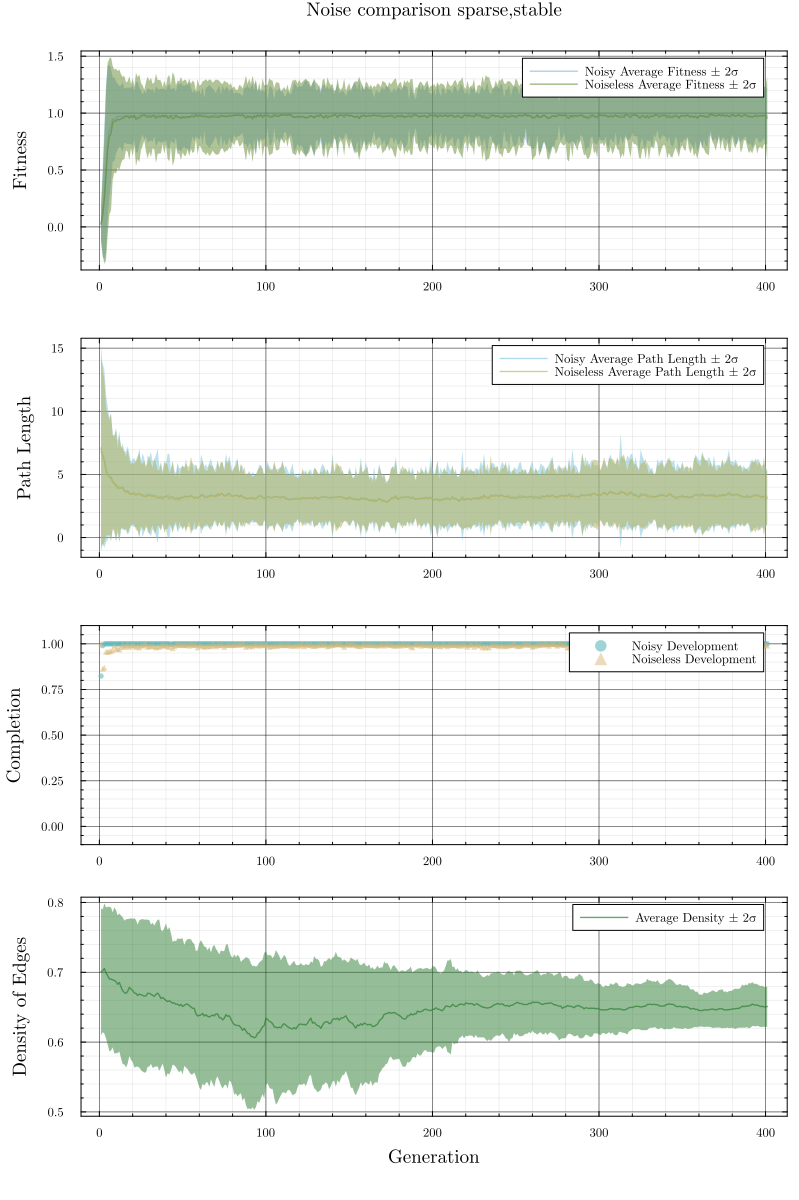 Noise comparison sparse,stable
1.5
1.0
0.5
0.0
Fitness
Noisy Average Fitness ± 2σ
Noiseless Average Fitness ± 2σ
0 100 200 300 400
15
10
5
0
Path Length
Noisy Average Path Length ± 2σ
Noiseless Average Path Length ± 2σ
0 100 200 300 400
1.00
0.75
0.50
0.25
0.00
Completion
Noisy Development
Noiseless Development
0 100 200 300 400
0.8
0.7
0.6
0.5
Density of Edges
Average Density ± 2σ
0 100 200 300 400
Generation